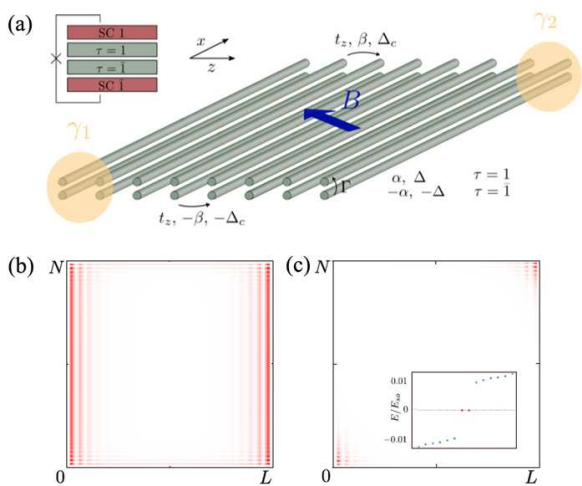 (a)
SC 1
τ = 1
τ = 1̄
SC 1̄
x
z
t_z, β, Δ_c
γ_2
B
γ_1
Γ
α, Δ τ = 1
−α, −Δ τ = 1̄
t_z, −β, −Δ_c
(b)
N
0 L
(c)
N
E/E_so
0.01
0
−0.01
0 L